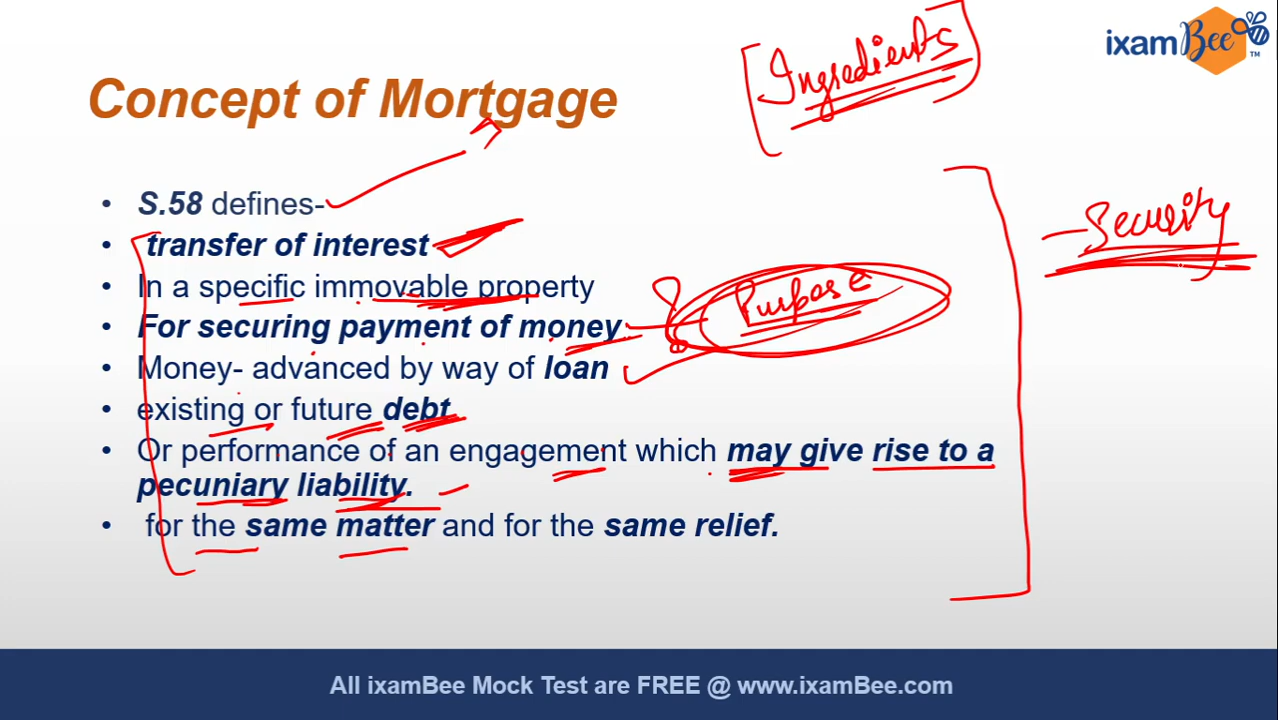 Ingredients
ixamBee™
Concept of Mortgage
• S.58 defines-
• transfer of interest
Security
• In a specific immovable property
Purpose
• For securing payment of money.
• Money- advanced by way of loan
• existing or future debt
• Or performance of an engagement which may give rise to a
pecuniary liability.
• for the same matter and for the same relief.
All ixamBee Mock Test are FREE @ www.ixamBee.com